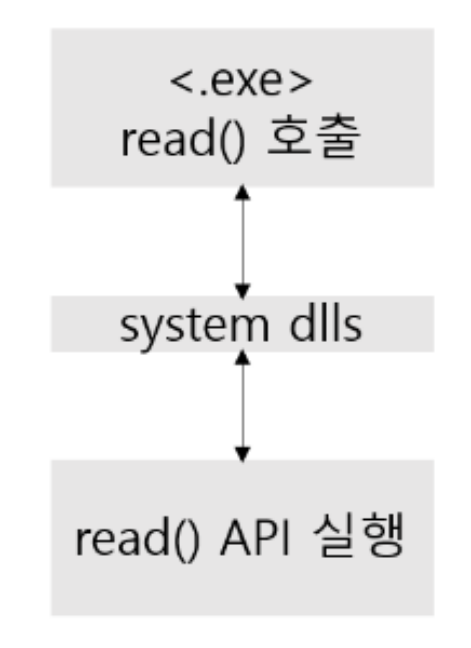 <.exe>
read() 호출
system dlls
read() API 실행